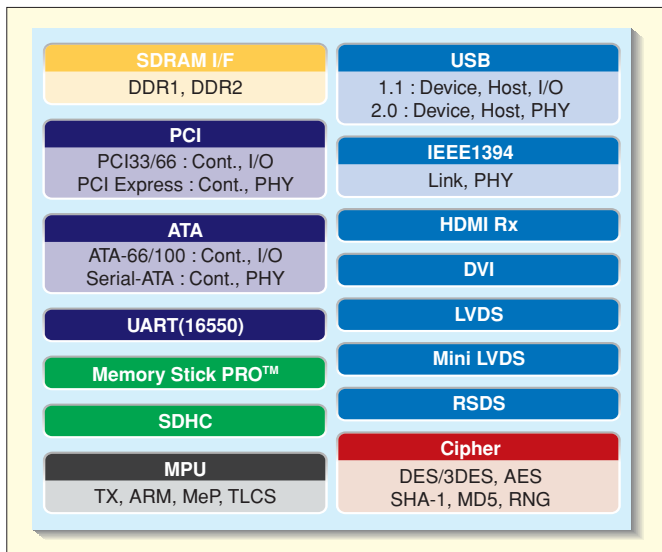 SDRAM I/F
DDR1, DDR2
PCI
PCI33/66 : Cont., I/O
PCI Express : Cont., PHY
ATA
ATA-66/100 : Cont., I/O
Serial-ATA : Cont., PHY
UART(16550)
Memory Stick PRO™
SDHC
MPU
TX, ARM, MeP, TLCS
USB
1.1 : Device, Host, I/O
2.0 : Device, Host, PHY
IEEE1394
Link, PHY
HDMI Rx
DVI
LVDS
Mini LVDS
RSDS
Cipher
DES/3DES, AES
SHA-1, MD5, RNG